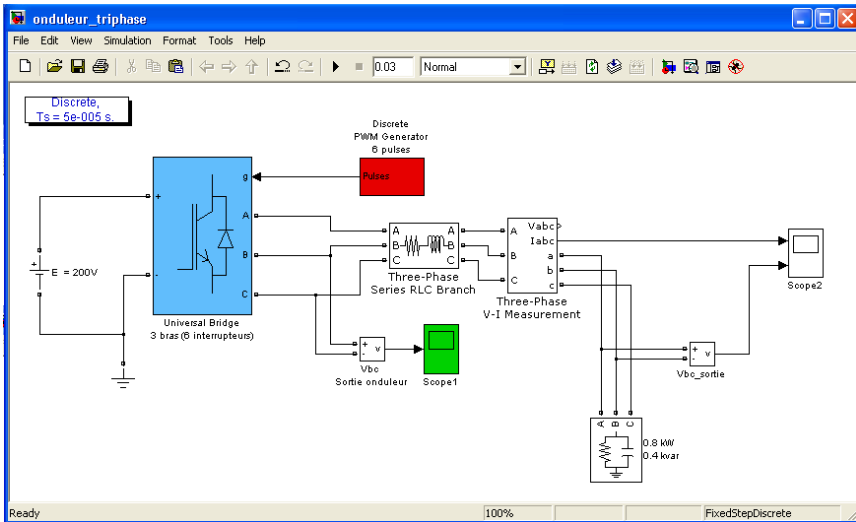 onduleur_triphase
File Edit View Simulation Format Tools Help
0.03 Normal
Discrete,
Ts = 5e-005 s.
Discrete
PWM Generator
6 pulses
Pulses
g
+
A
B
-
C
+
E = 200V
Universal Bridge
3 bras (6 interrupteurs)
A A
B B
C C
Three-Phase
Series RLC Branch
Vabc
A Iabc
a
B b
C c
Three-Phase
V-I Measurement
Scope2
+
-
v
Vbc
Sortie onduleur
Scope1
+
-
v
Vbc_sortie
A B C
0.8 kW
0.4 kvar
Ready 100% FixedStepDiscrete